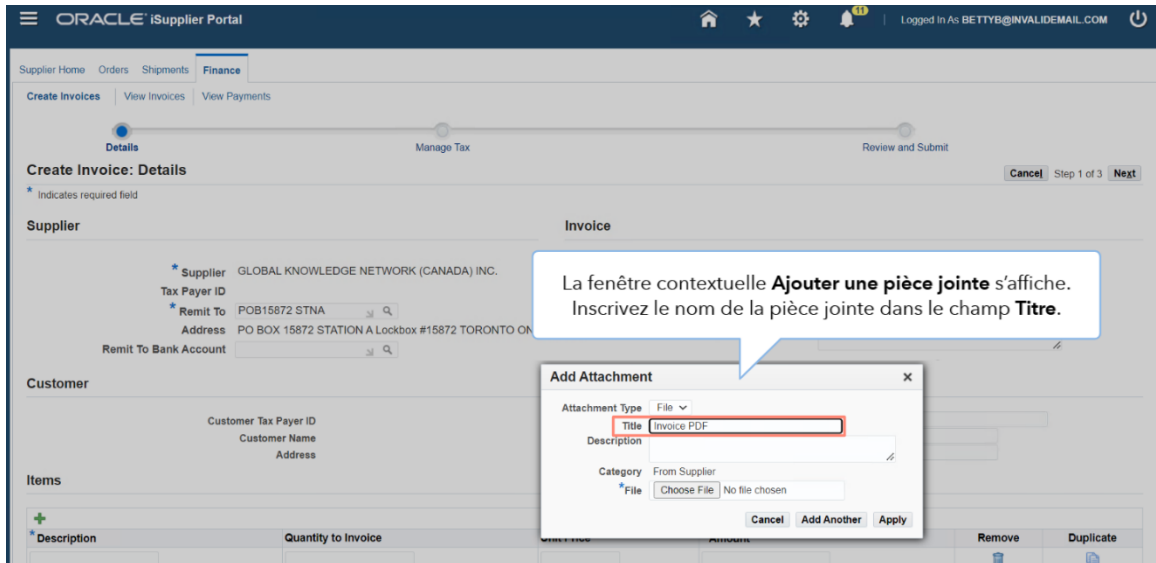 ORACLE iSupplier Portal
11
Logged In As BETTYB@INVALIDEMAIL.COM
Supplier Home Orders Shipments Finance
Create Invoices View Invoices View Payments
Details Manage Tax Review and Submit
Create Invoice: Details
Cancel Step 1 of 3 Next
* Indicates required field
Supplier
Invoice
* Supplier GLOBAL KNOWLEDGE NETWORK (CANADA) INC.
Tax Payer ID
* Remit To POB15872 STNA
Address PO BOX 15872 STATION A Lockbox #15872 TORONTO ON
Remit To Bank Account
La fenêtre contextuelle Ajouter une pièce jointe s’affiche.
Inscrivez le nom de la pièce jointe dans le champ Titre.
Customer
Customer Tax Payer ID
Customer Name
Address
Add Attachment
Attachment Type File
Title Invoice PDF
Description
Category From Supplier
*File Choose File No file chosen
Cancel Add Another Apply
Items
* Description Quantity to Invoice Unit Price Amount Remove Duplicate